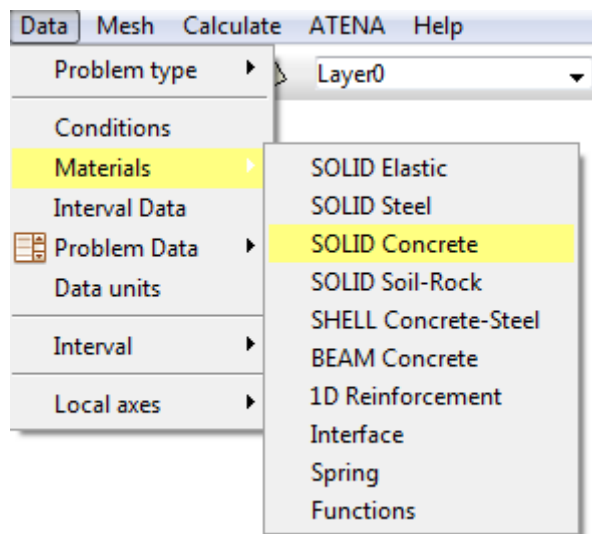 Data Mesh Calculate ATENA Help
Problem type
Layer0
Conditions
Materials
Interval Data
Problem Data
Data units
Interval
Local axes
SOLID Elastic
SOLID Steel
SOLID Concrete
SOLID Soil-Rock
SHELL Concrete-Steel
BEAM Concrete
1D Reinforcement
Interface
Spring
Functions